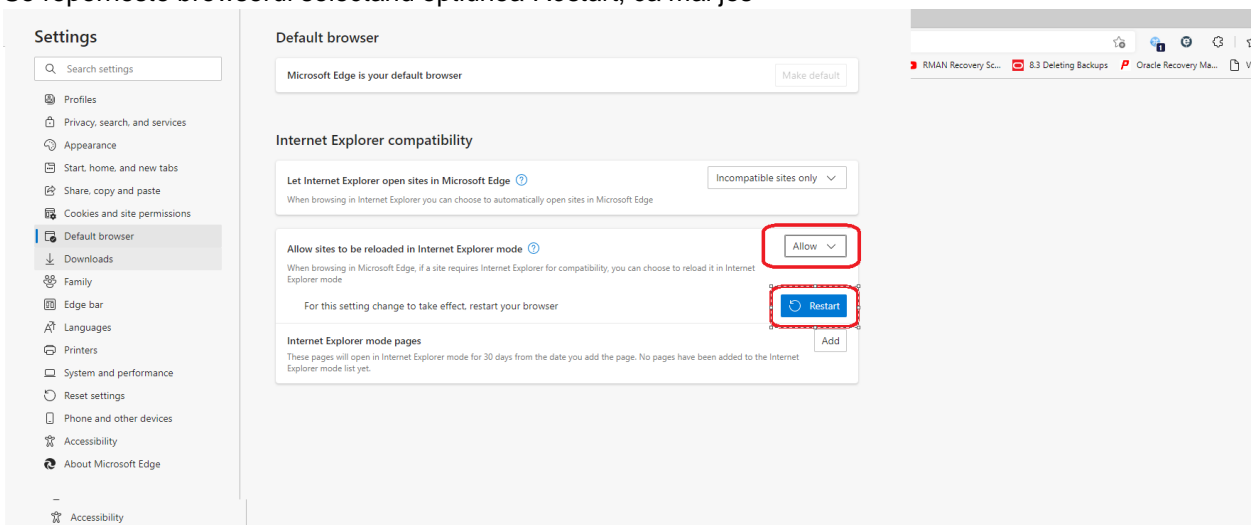 Settings
Search settings
Profiles
Privacy, search, and services
Appearance
Start, home, and new tabs
Share, copy and paste
Cookies and site permissions
Default browser
Downloads
Family
Edge bar
Languages
Printers
System and performance
Reset settings
Phone and other devices
Accessibility
About Microsoft Edge
Accessibility
Default browser
Microsoft Edge is your default browser
Make default
Internet Explorer compatibility
Let Internet Explorer open sites in Microsoft Edge
Incompatible sites only
When browsing in Internet Explorer you can choose to automatically open sites in Microsoft Edge
Allow sites to be reloaded in Internet Explorer mode
Allow
When browsing in Microsoft Edge, if a site requires Internet Explorer for compatibility, you can choose to reload it in Internet
Explorer mode
For this setting change to take effect, restart your browser
Restart
Internet Explorer mode pages
Add
These pages will open in Internet Explorer mode for 30 days from the date you add the page. No pages have been added to the Internet
Explorer mode list yet.
1
RMAN Recovery Sc... 8.3 Deleting Backups Oracle Recovery Ma... V